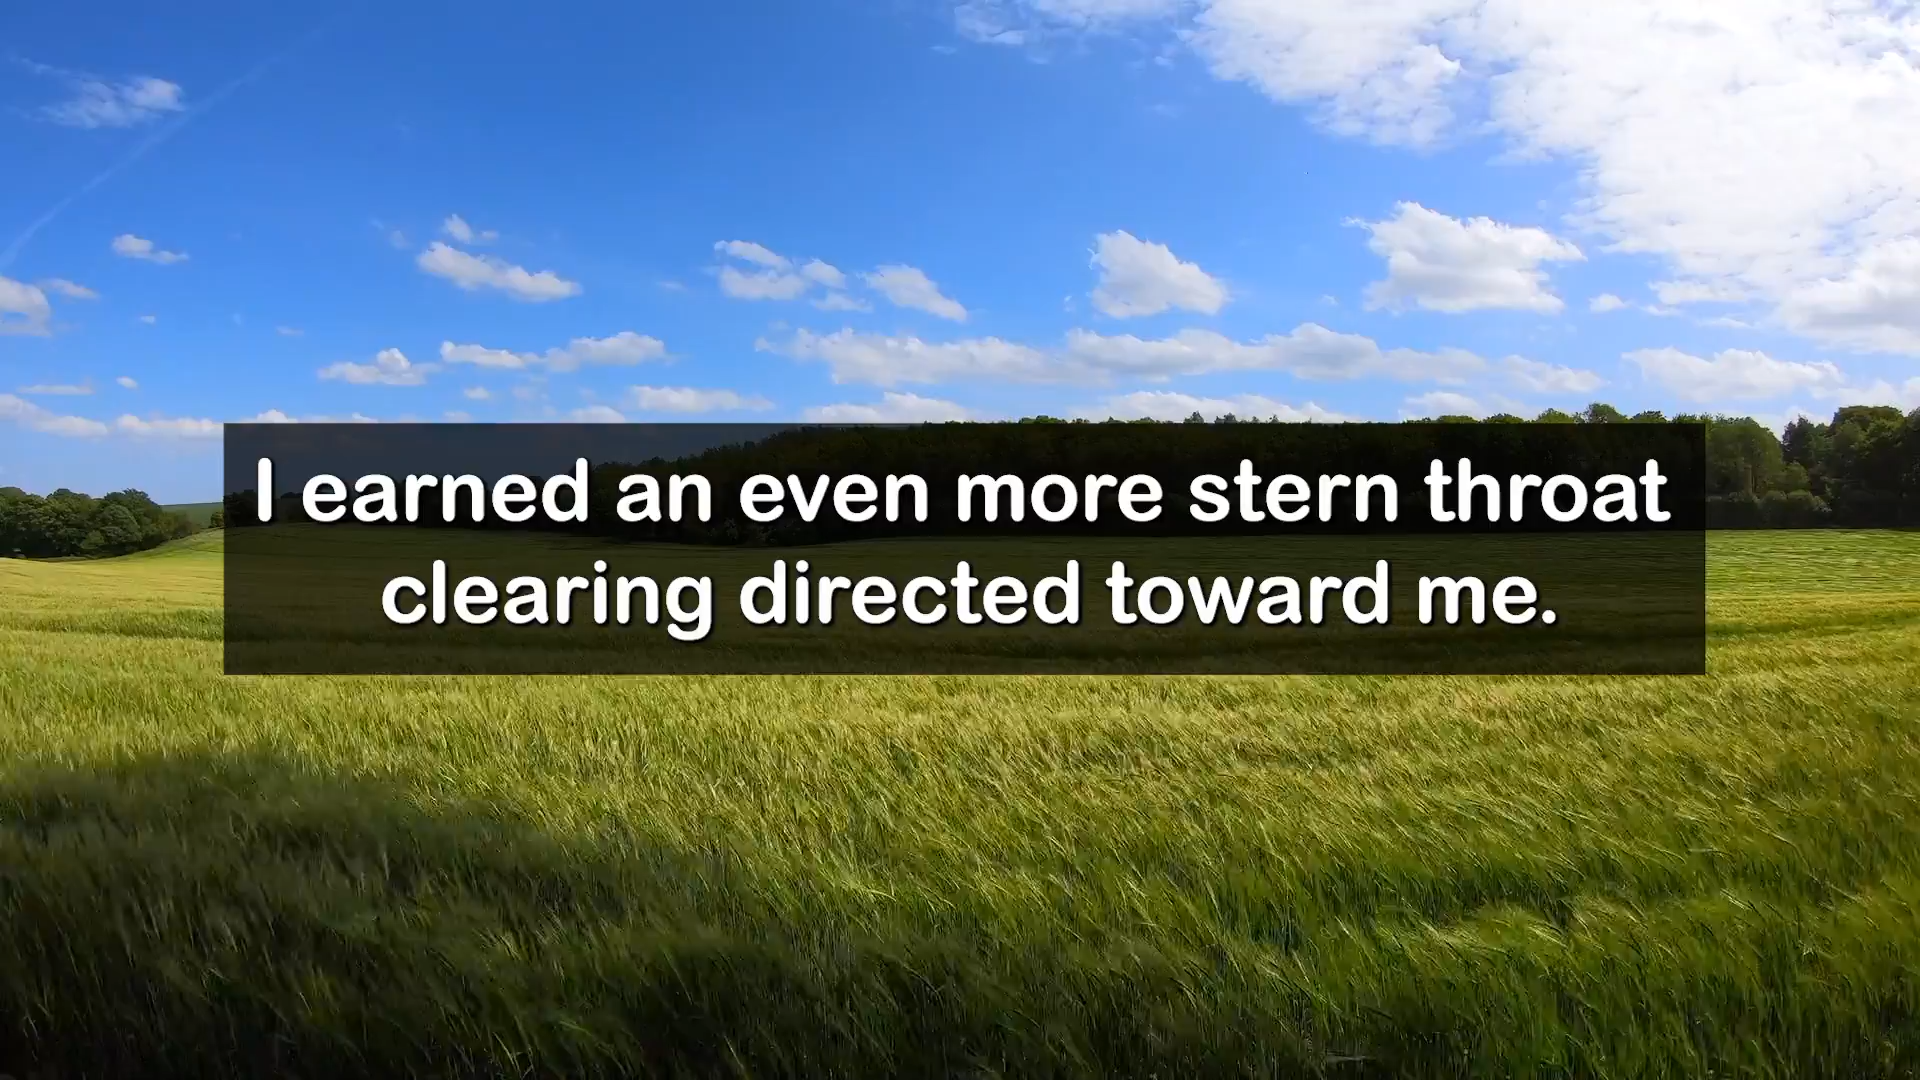 I earned an even more stern throat
clearing directed toward me.